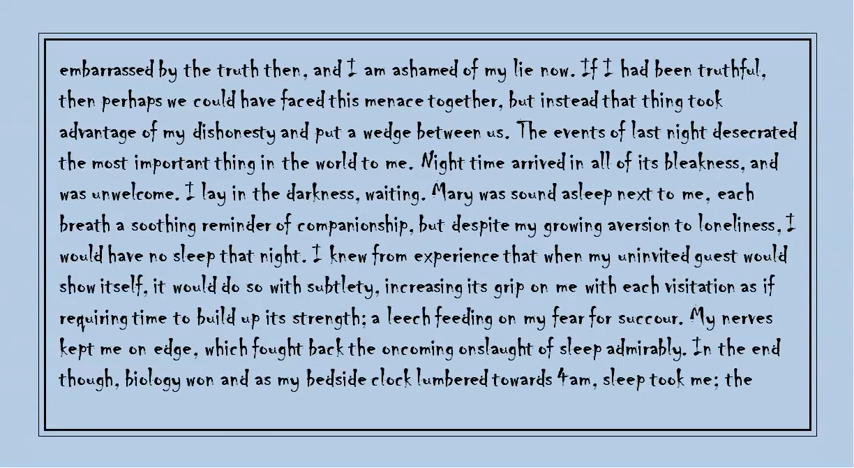 embarrassed by the truth then, and I am ashamed of my lie now. If I had been truthful,
then perhaps we could have faced this menace together, but instead that thing took
advantage of my dishonesty and put a wedge between us. The events of last night desecrated
the most important thing in the world to me. Night time arrived in all of its bleakness, and
was unwelcome. I lay in the darkness, waiting. Mary was sound asleep next to me, each
breath a soothing reminder of companionship, but despite my growing aversion to loneliness, I
would have no sleep that night. I knew from experience that when my uninvited guest would
show itself, it would do so with subtlety, increasing its grip on me with each visitation as if
requiring time to build up its strength; a leech feeding on my fear for succour. My nerves
kept me on edge, which fought back the oncoming onslaught of sleep admirably. In the end
though, biology won and as my bedside clock lumbered towards 4am, sleep took me; the